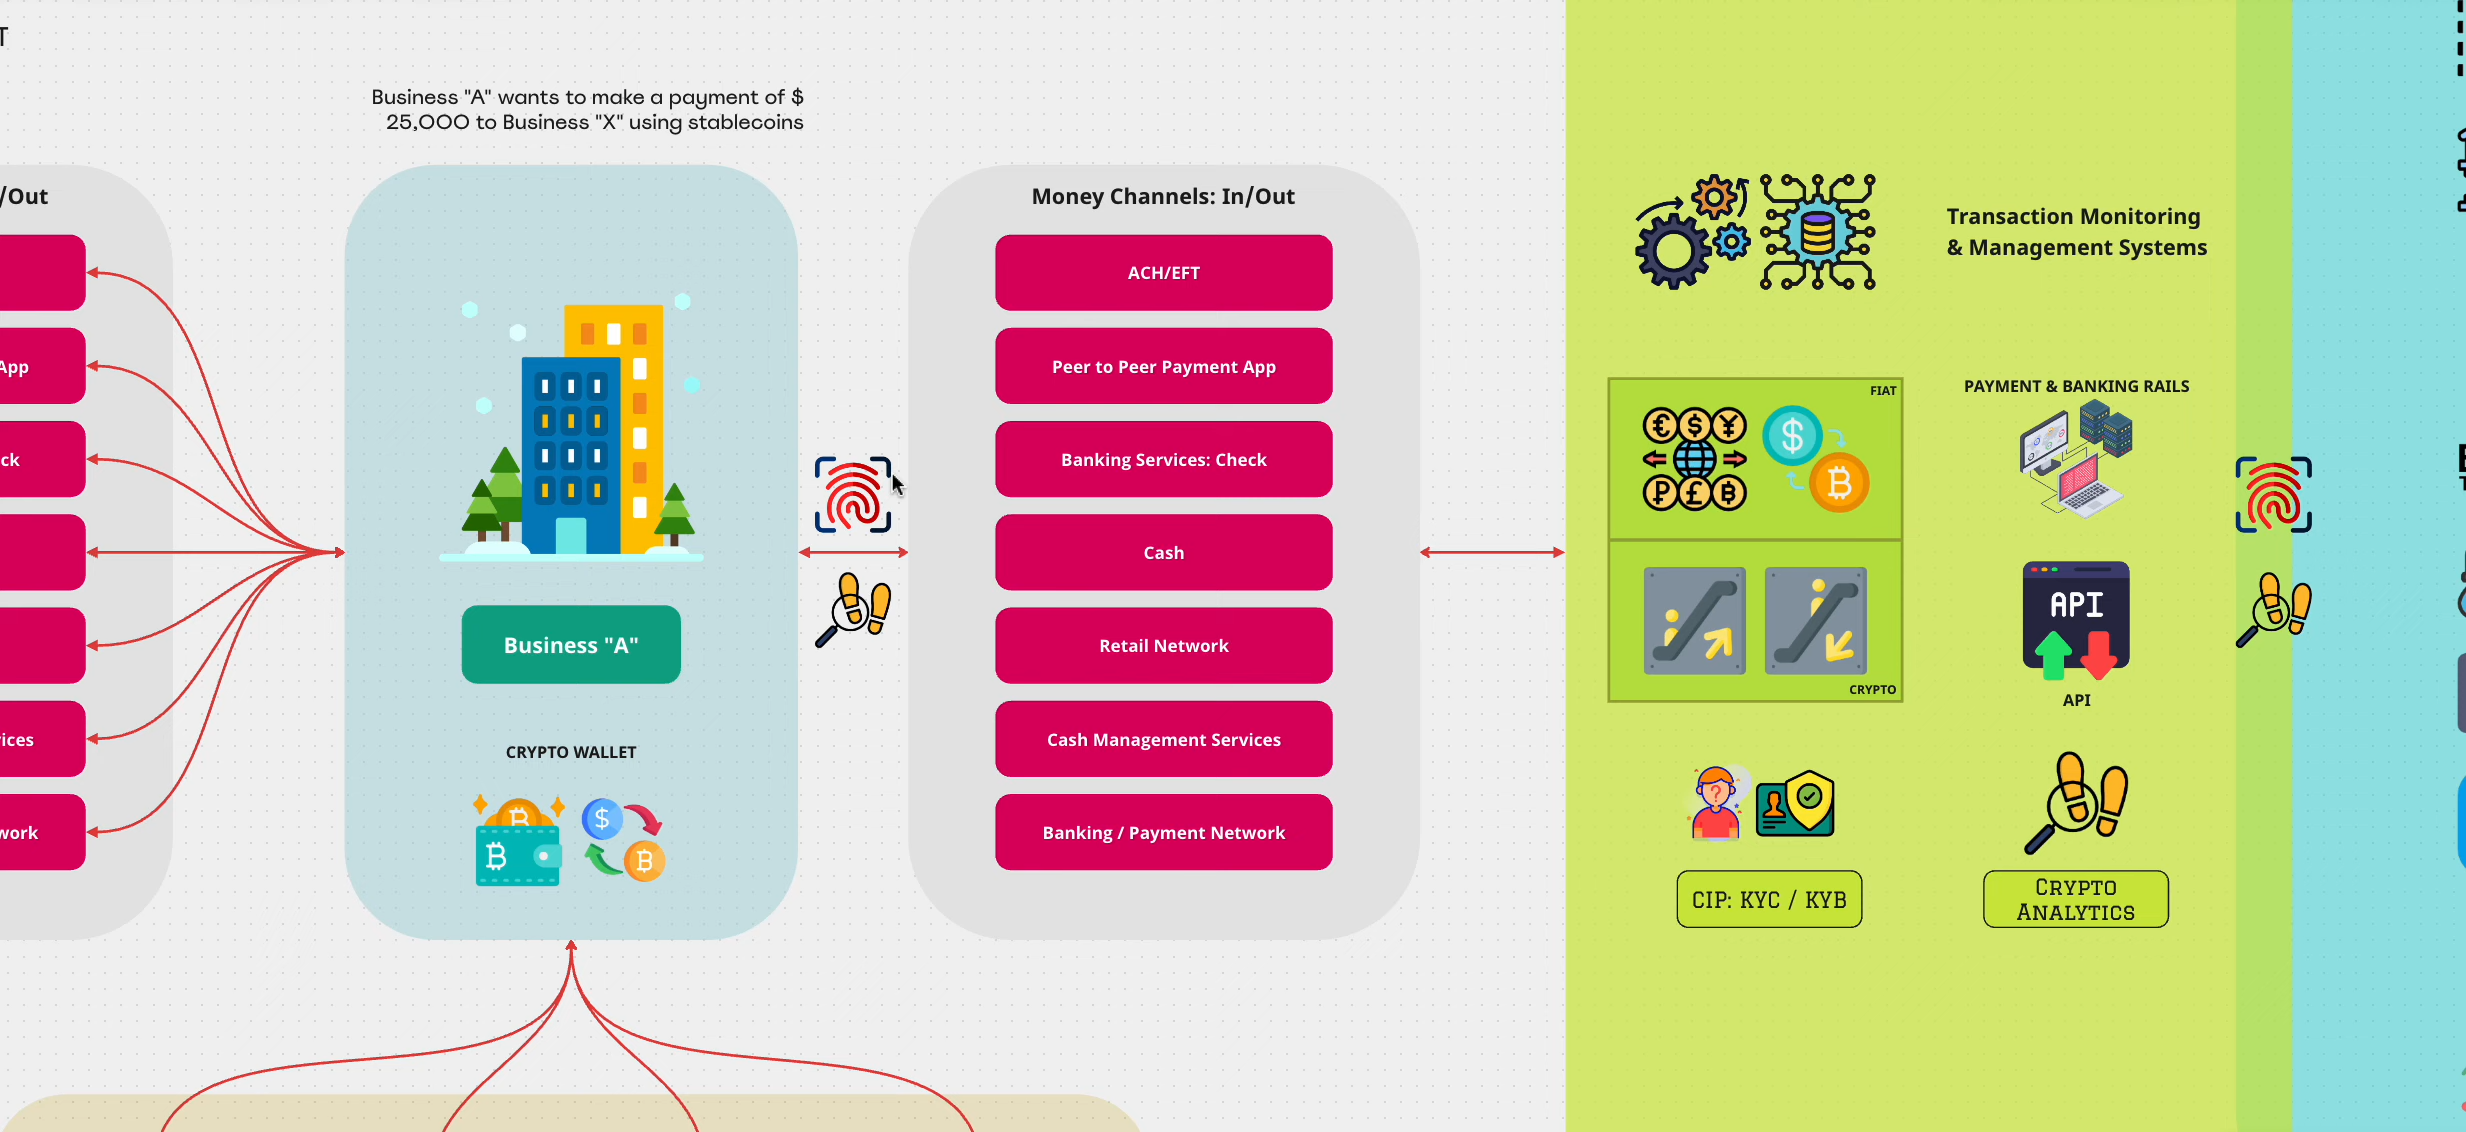 T
Business "A" wants to make a payment of $
25,000 to Business "X" using stablecoins
/Out
App
ck
ices
work
Business "A"
CRYPTO WALLET
Money Channels: In/Out
ACH/EFT
Peer to Peer Payment App
Banking Services: Check
Cash
Retail Network
Cash Management Services
Banking / Payment Network
Transaction Monitoring
& Management Systems
FIAT
CRYPTO
PAYMENT & BANKING RAILS
API
API
CIP: KYC / KYB
Crypto
Analytics